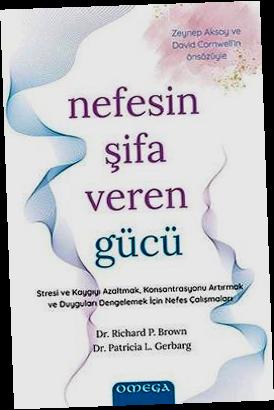 Zeynep Aksoy ve
David Cornwell'in
önsözüyle
nefesin
şifa
veren
gücü
Stresi ve Kaygıyı Azaltmak, Konsantrasyonu Artırmak
ve Duyguları Dengelemek İçin Nefes Çalışmaları
Dr. Richard P. Brown
Dr. Patricia L. Gerbarg
OMEGA